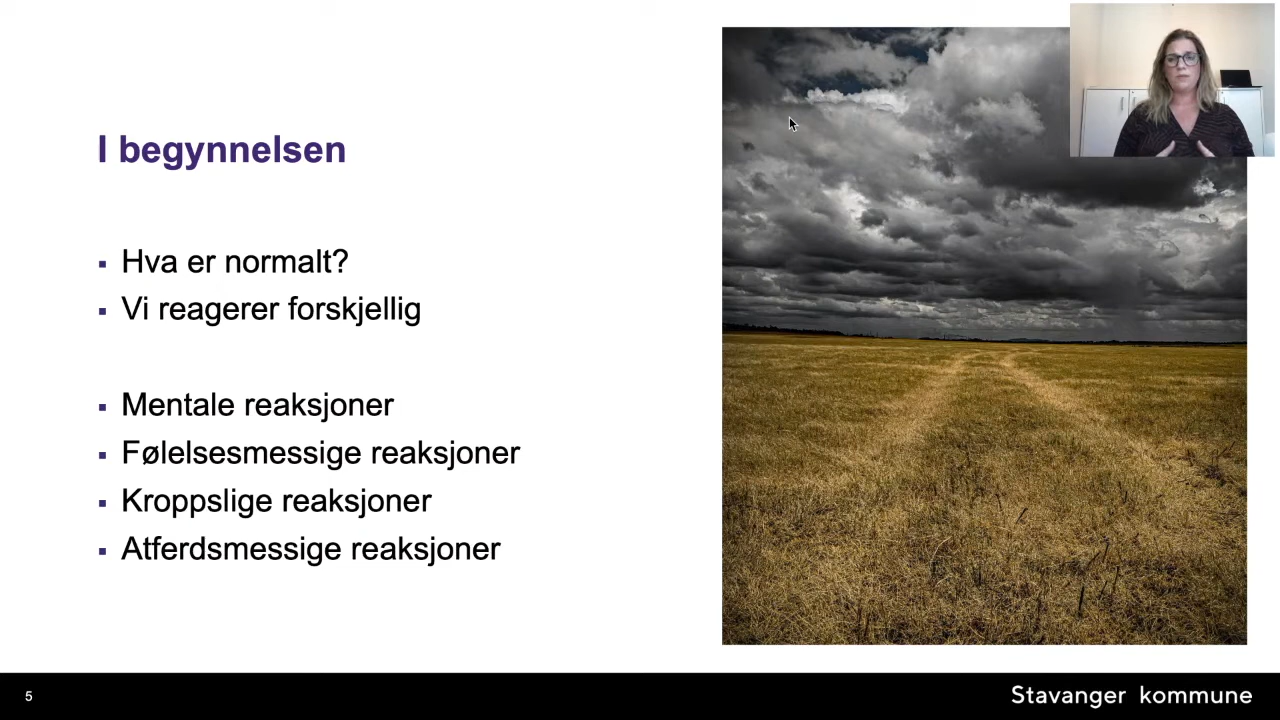 I begynnelsen
Hva er normalt?
Vi reagerer forskjellig
Mentale reaksjoner
Følelsesmessige reaksjoner
Kroppslige reaksjoner
Atferdsmessige reaksjoner
5
Stavanger kommune